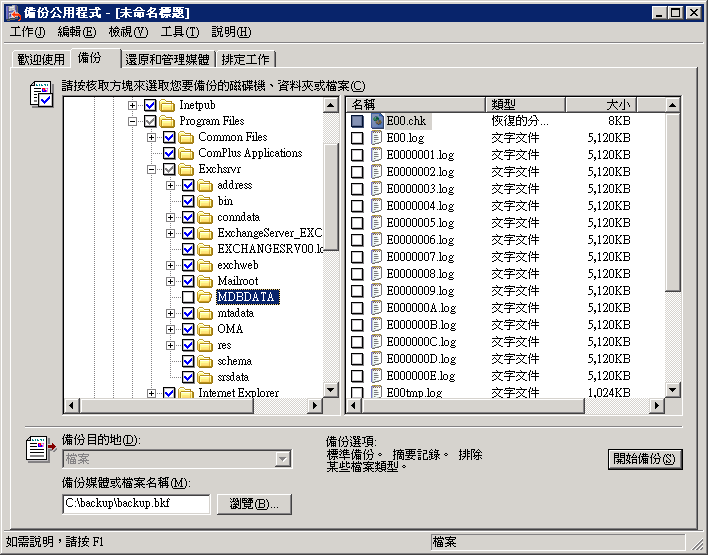 備份公用程式 - [未命名標題]
工作(J) 編輯(E) 檢視(V) 工具(T) 說明(H)
歡迎使用 備份 還原和管理媒體 排定工作
請按核取方塊來選取您要備份的磁碟機、資料夾或檔案(C)
Inetpub
Program Files
Common Files
ComPlus Applications
Exchsrvr
address
bin
conndata
ExchangeServer_EXC
EXCHANGESRV00.lo
exchweb
Mailroot
MDBDATA
mtadata
OMA
res
schema
srsdata
Internet Explorer
名稱 類型 大小
E00.chk 恢復的分... 8KB
E00.log 文字文件 5,120KB
E0000001.log 文字文件 5,120KB
E0000002.log 文字文件 5,120KB
E0000003.log 文字文件 5,120KB
E0000004.log 文字文件 5,120KB
E0000005.log 文字文件 5,120KB
E0000006.log 文字文件 5,120KB
E0000007.log 文字文件 5,120KB
E0000008.log 文字文件 5,120KB
E0000009.log 文字文件 5,120KB
E000000A.log 文字文件 5,120KB
E000000B.log 文字文件 5,120KB
E000000C.log 文字文件 5,120KB
E000000D.log 文字文件 5,120KB
E000000E.log 文字文件 5,120KB
E00tmp.log 文字文件 1,024KB
備份目的地(D):
檔案
備份媒體或檔案名稱(M):
C:\backup\backup.bkf 瀏覽(B)...
備份選項:
標準備份。 摘要記錄。 排除
某些檔案類型。
開始備份(S)
如需說明，請按 F1 檔案